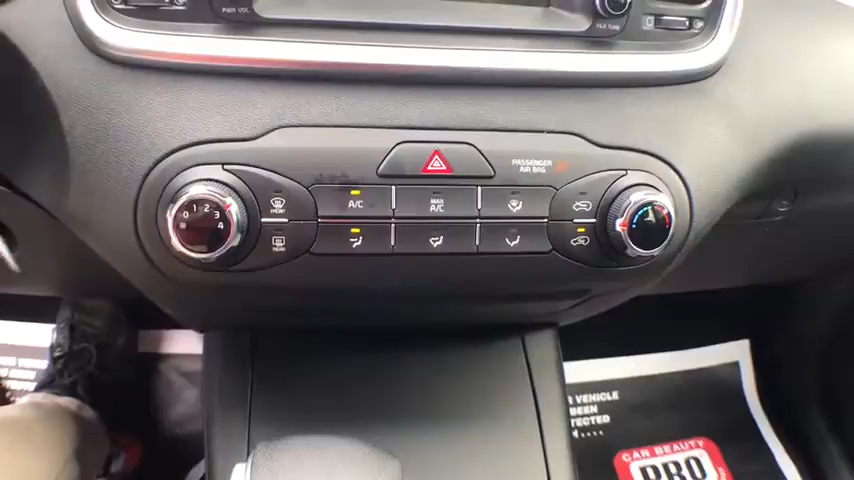 PWR VOL
FILE TUNE
PASSENGER
AIR BAG
0 1 2 3 4
FRONT
A/C
MAX
A/C
REAR
R VEHICLE
EEN
TECTED
H
CAR BEAUTY
PRO